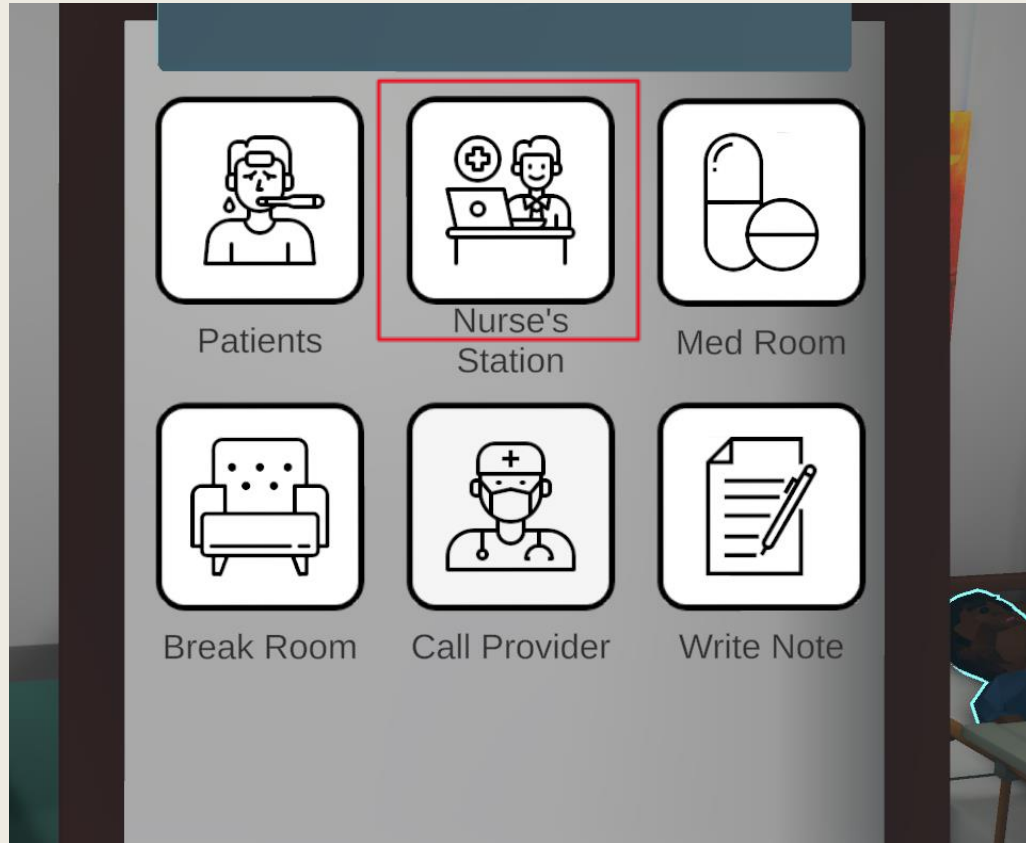 Patients
Nurse's
Station
Med Room
Break Room
Call Provider
Write Note